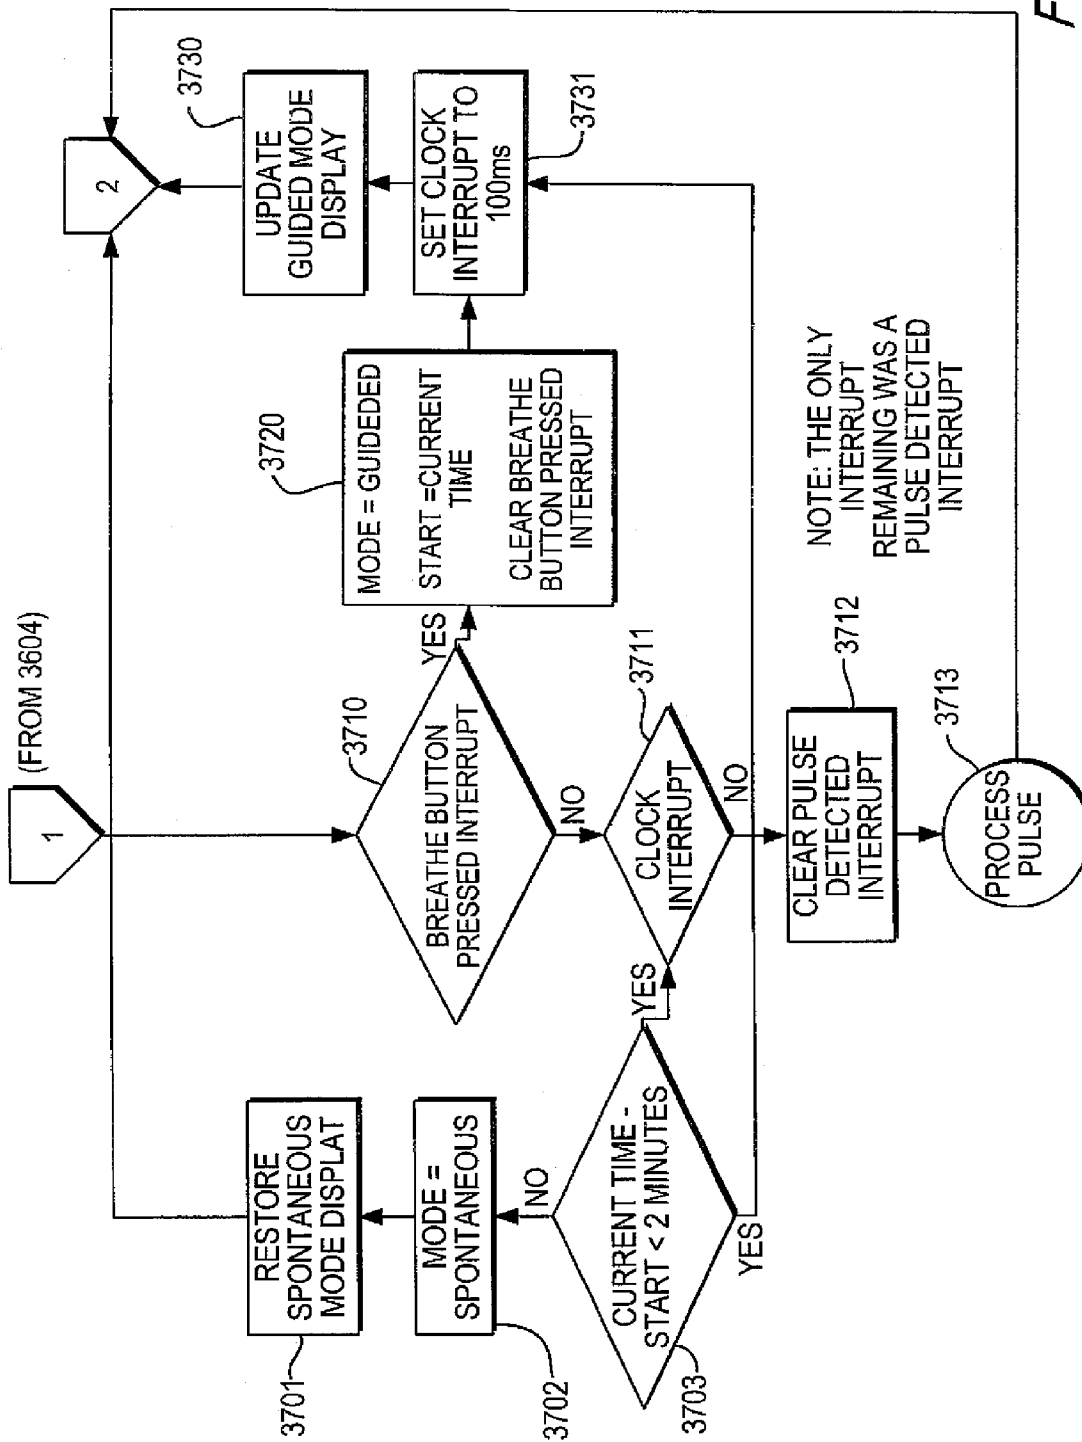 1
(FROM 3604)
2
3730
UPDATE
GUIDED MODE
DISPLAY
3731
SET CLOCK
INTERRUPT TO
100ms
3720
MODE = GUIDEDED
START =CURRENT
TIME
CLEAR BREATHE
BUTTON PRESSED
INTERRUPT
3710
BREATHE BUTTON
PRESSED INTERRUPT
YES
NO
3711
CLOCK
INTERRUPT
YES
NO
3701
RESTORE
SPONTANEOUS
MODE DISPLAT
3702
MODE =
SPONTANEOUS
NO
3703
CURRENT TIME -
START < 2 MINUTES
YES
3712
CLEAR PULSE
DETECTED
INTERRUPT
3713
PROCESS
PULSE
NOTE: THE ONLY
INTERRUPT
REMAINING WAS A
PULSE DETECTED
INTERRUPT